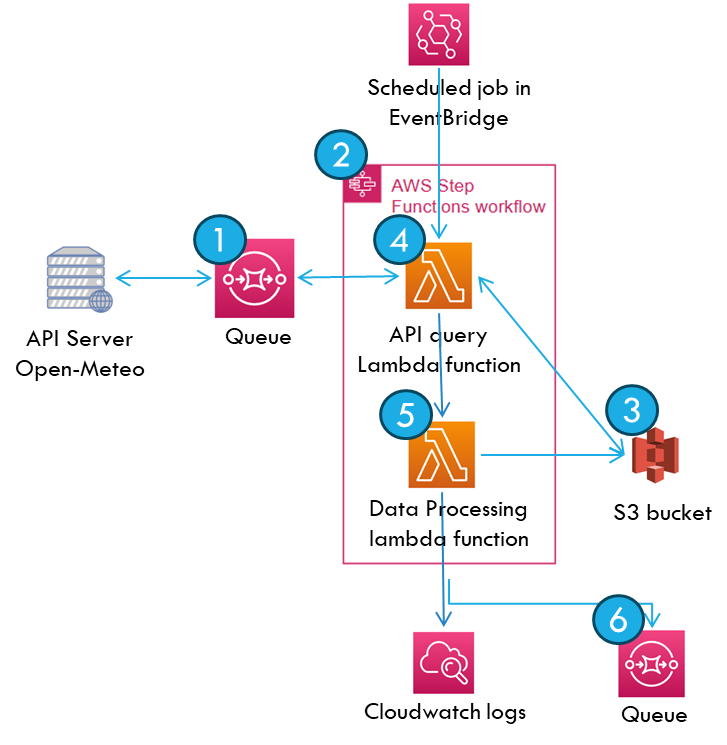 Scheduled job in
EventBridge
2
AWS Step
Functions workflow
1
4
API Server
Open-Meteo
Queue
API query
Lambda function
5
3
Data Processing
lambda function
S3 bucket
6
Cloudwatch logs
Queue